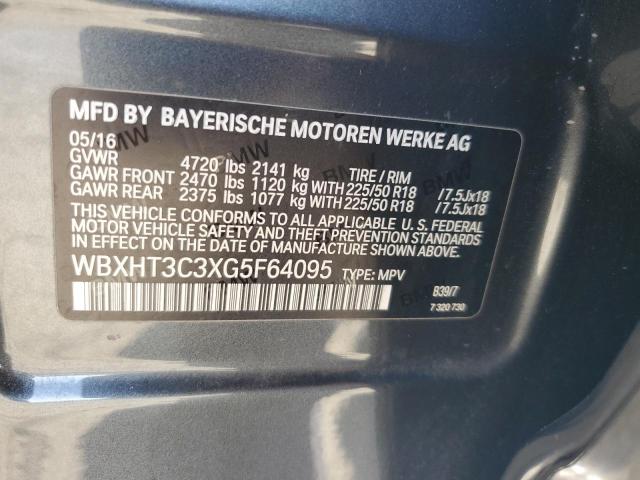 MFD BY BAYERISCHE MOTOREN WERKE AG
05/16
GVWR 4720 lbs 2141 kg TIRE / RIM
GAWR FRONT 2470 lbs 1120 kg WITH 225/50 R18 /7.5Jx18
GAWR REAR 2375 lbs 1077 kg WITH 225/50 R18 /7.5Jx18
THIS VEHICLE CONFORMS TO ALL APPLICABLE U. S. FEDERAL
MOTOR VEHICLE SAFETY AND THEFT PREVENTION STANDARDS
IN EFFECT ON THE DATE OF MANUFACTURE SHOWN ABOVE.
WBXHT3C3XG5F64095 TYPE: MPV
B39/7
7 320 730